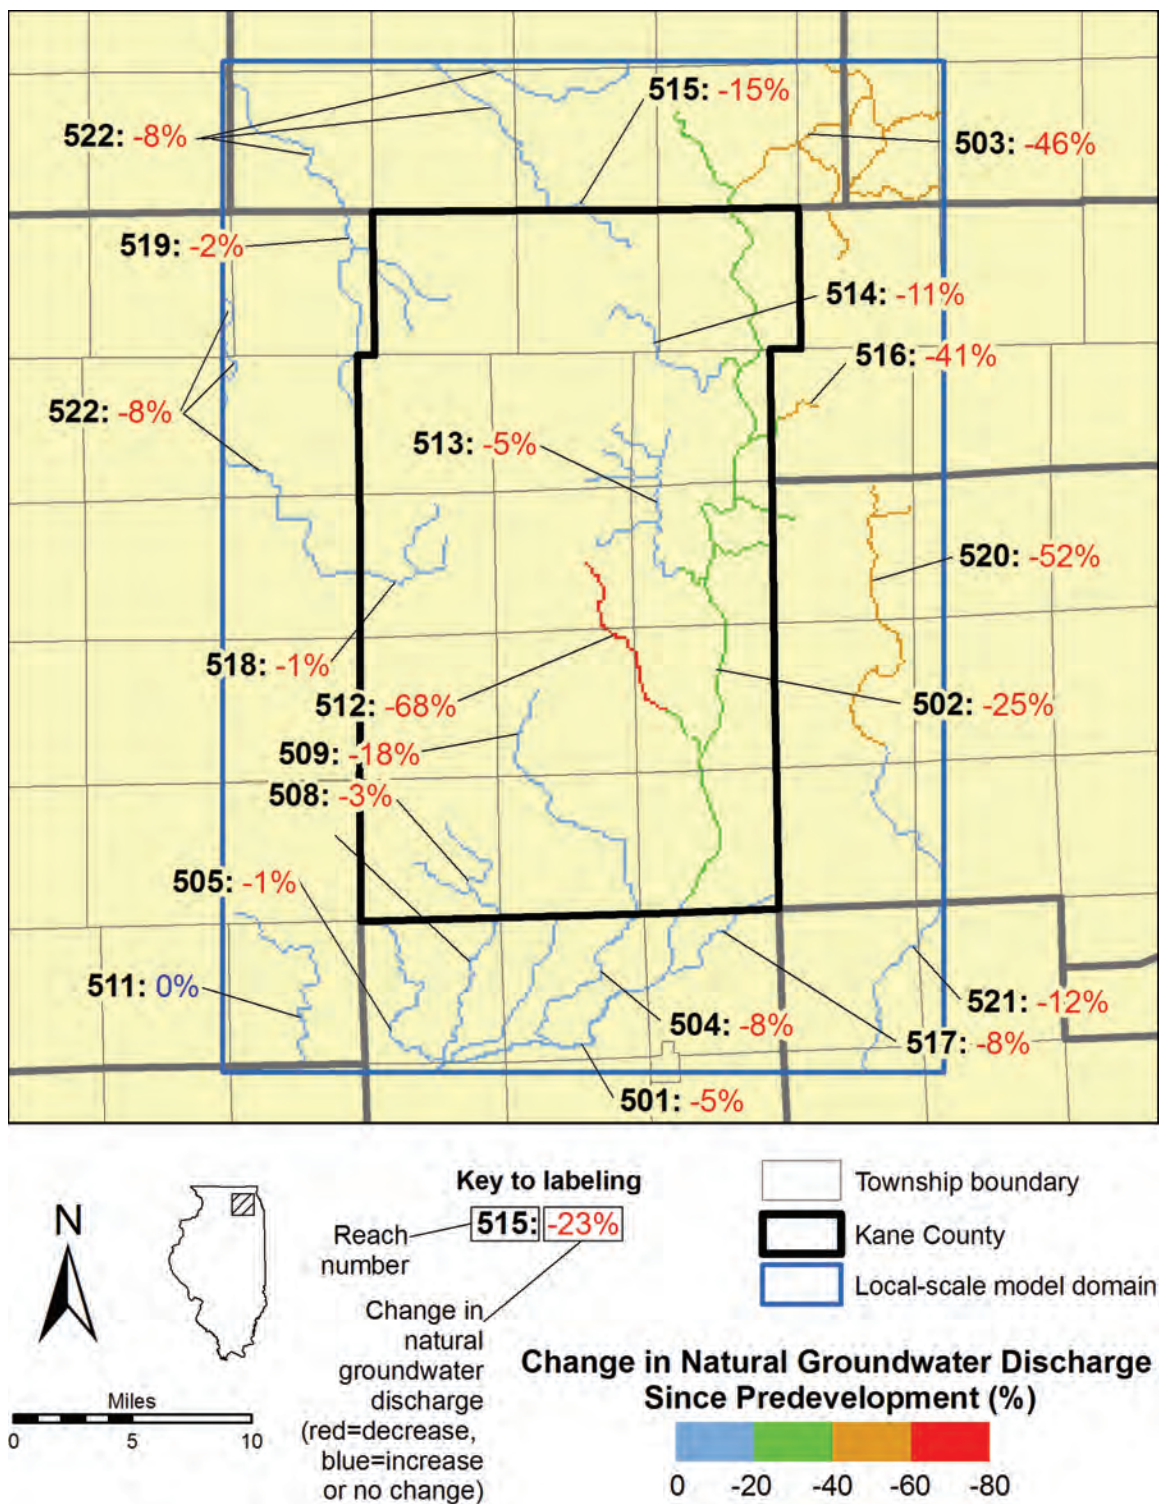 515: -15%
522: -8%
503: -46%
519: -2%
514: -11%
516: -41%
522: -8%
513: -5%
520: -52%
518: -1%
512: -68%
502: -25%
509: -18%
508: -3%
505: -1%
511: 0%
521: -12%
504: -8%
517: -8%
501: -5%
Key to labeling
515: -23%
Reach
number
Change in
natural
groundwater
discharge
(red=decrease,
blue=increase
or no change)
N
Miles
0 5 10
Township boundary
Kane County
Local-scale model domain
Change in Natural Groundwater Discharge
Since Predevelopment (%)
0 -20 -40 -60 -80